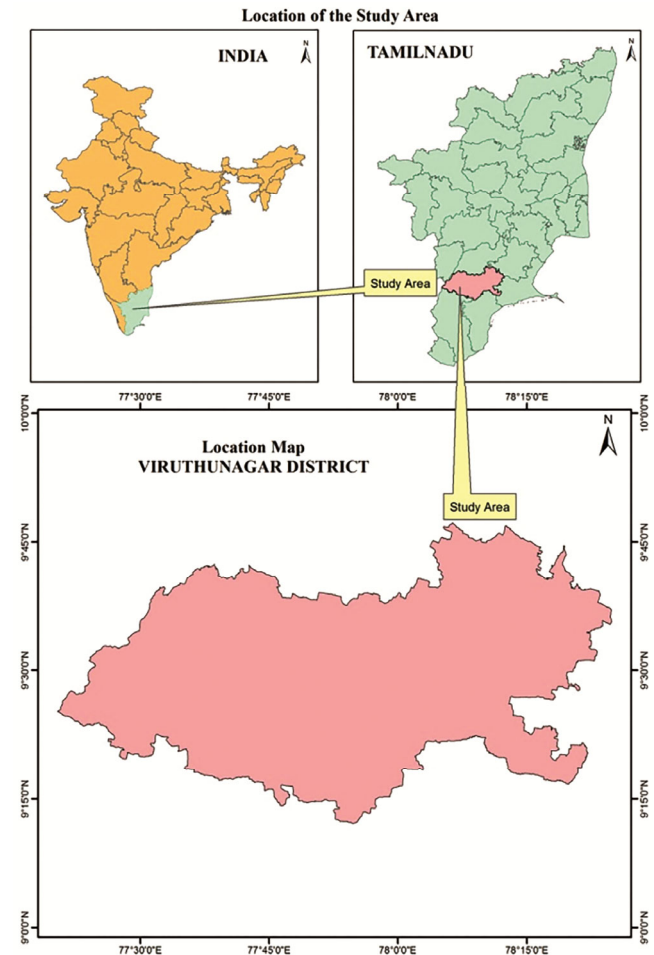 Location of the Study Area
INDIA
N
TAMILNADU
N
Study Area
77°30'0"E
77°45'0"E
78°0'0"E
78°15'0"E
10°0'0"N
10°0'0"N
Location Map
VIRUTHUNAGAR DISTRICT
N
Study Area
9°45'0"N
9°45'0"N
9°30'0"N
9°30'0"N
9°15'0"N
9°15'0"N
9°0'0"N
9°0'0"N
77°30'0"E
77°45'0"E
78°0'0"E
78°15'0"E